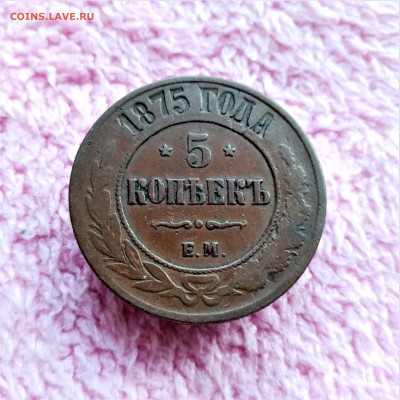 COINS.LAVE.RU
1875 ГОДА
5
КОПѢЕКЪ
Е.М.